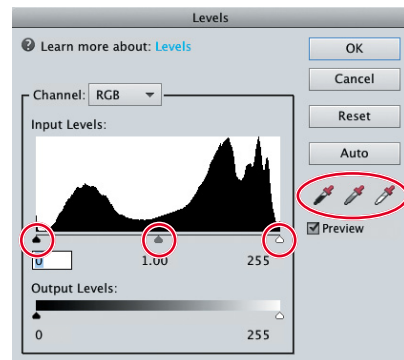 Levels
? Learn more about: Levels
OK
Cancel
Reset
Auto
Channel: RGB
Input Levels:
0 1.00 255
Preview
Output Levels:
0 255